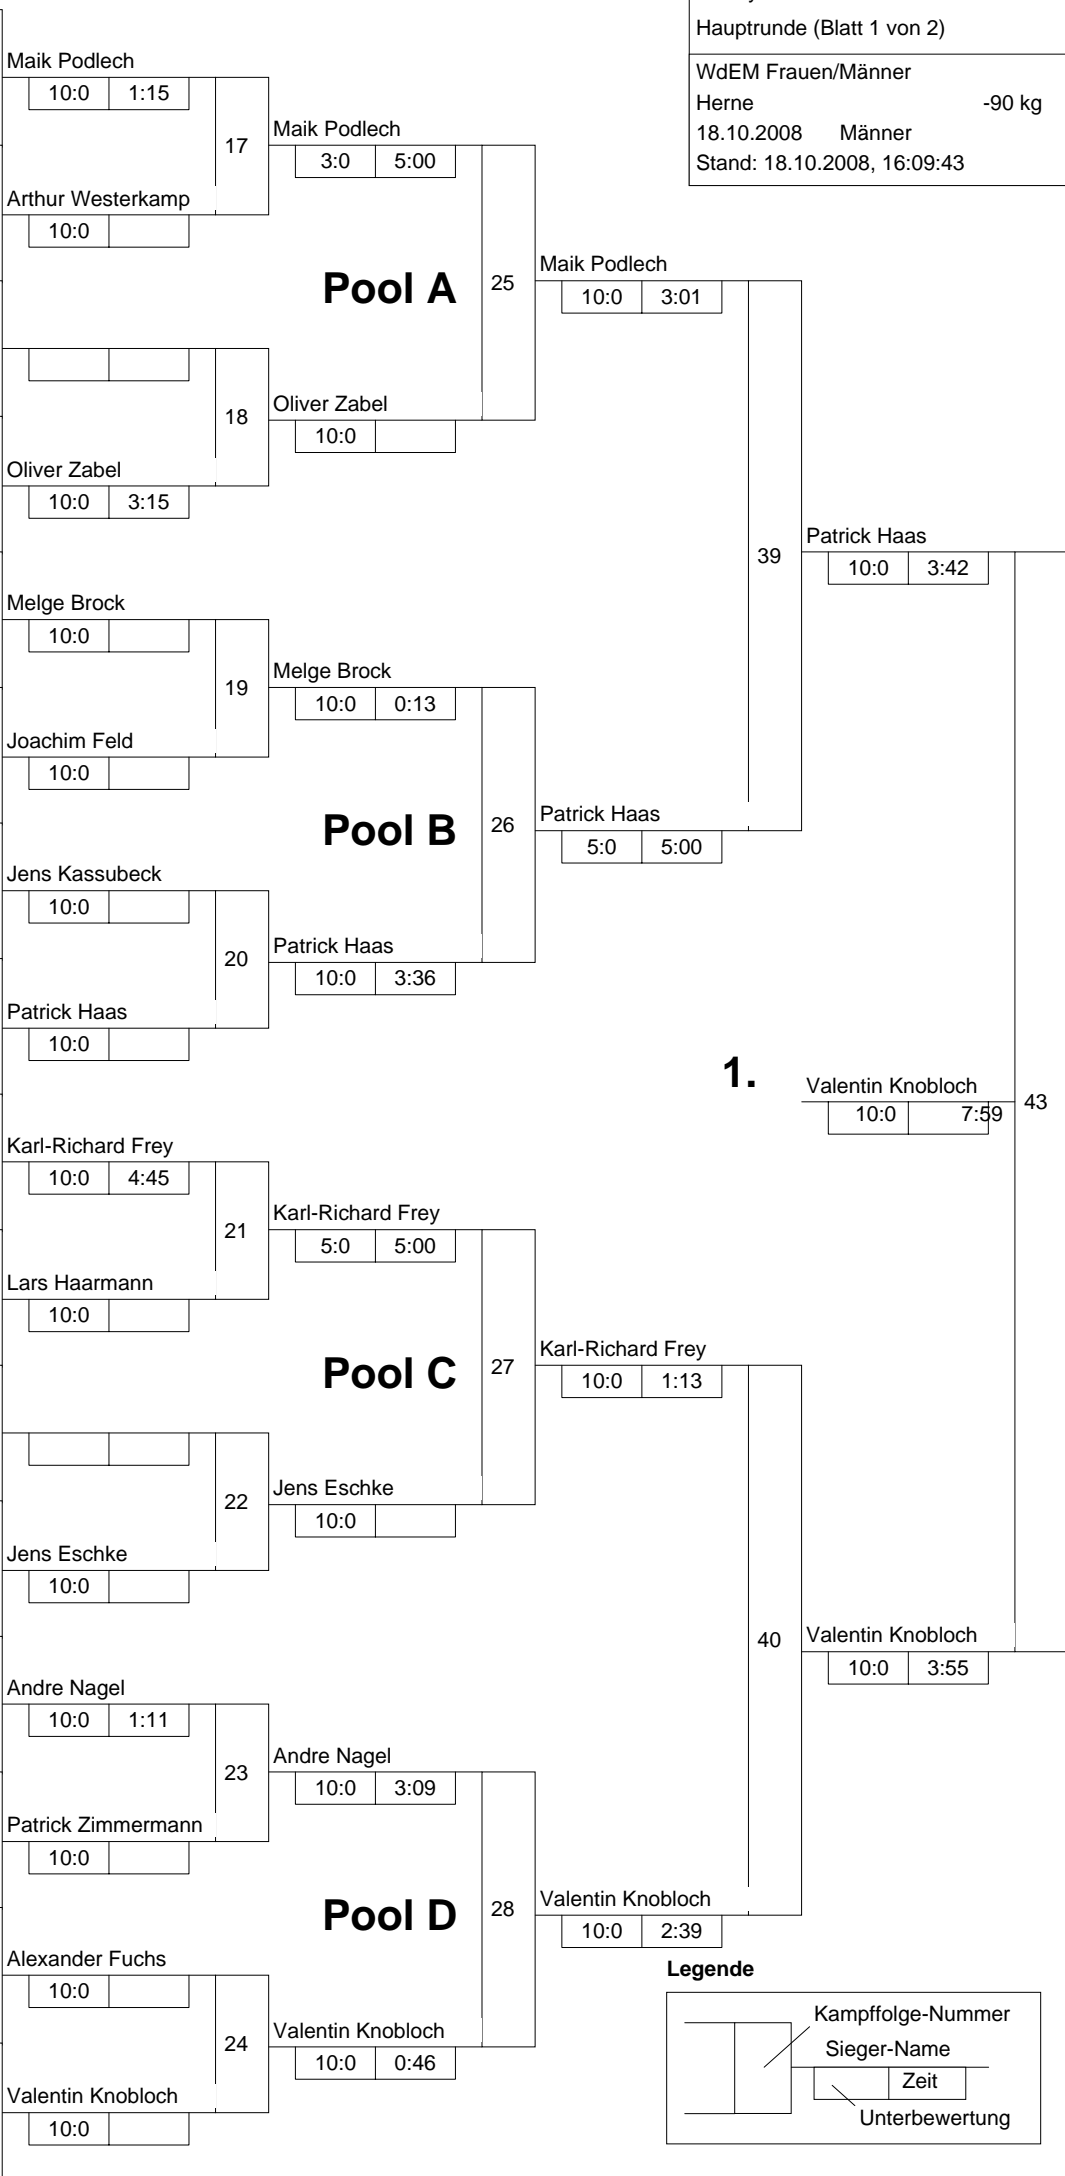 Hauptrunde (Blatt 1 von 2)
WdEM Frauen/Männer
Herne -90 kg
18.10.2008 Männer
Stand: 18.10.2008, 16:09:43
Maik Podlech
10:0 1:15
17
Maik Podlech
3:0 5:00
Arthur Westerkamp
10:0
Pool A
25
Maik Podlech
10:0 3:01
18
Oliver Zabel
10:0
Oliver Zabel
10:0 3:15
39
Patrick Haas
10:0 3:42
Melge Brock
10:0
19
Melge Brock
10:0 0:13
Joachim Feld
10:0
Pool B
26
Patrick Haas
5:0 5:00
Jens Kassubeck
10:0
20
Patrick Haas
10:0 3:36
Patrick Haas
10:0
1.
Valentin Knobloch
10:0 7:59
43
Karl-Richard Frey
10:0 4:45
21
Karl-Richard Frey
5:0 5:00
Lars Haarmann
10:0
Pool C
27
Karl-Richard Frey
10:0 1:13
22
Jens Eschke
10:0
Jens Eschke
10:0
40
Valentin Knobloch
10:0 3:55
Andre Nagel
10:0 1:11
23
Andre Nagel
10:0 3:09
Patrick Zimmermann
10:0
Pool D
28
Valentin Knobloch
10:0 2:39
Alexander Fuchs
10:0
24
Valentin Knobloch
10:0 0:46
Valentin Knobloch
10:0
Legende
Kampffolge-Nummer
Sieger-Name
Zeit
Unterbewertung